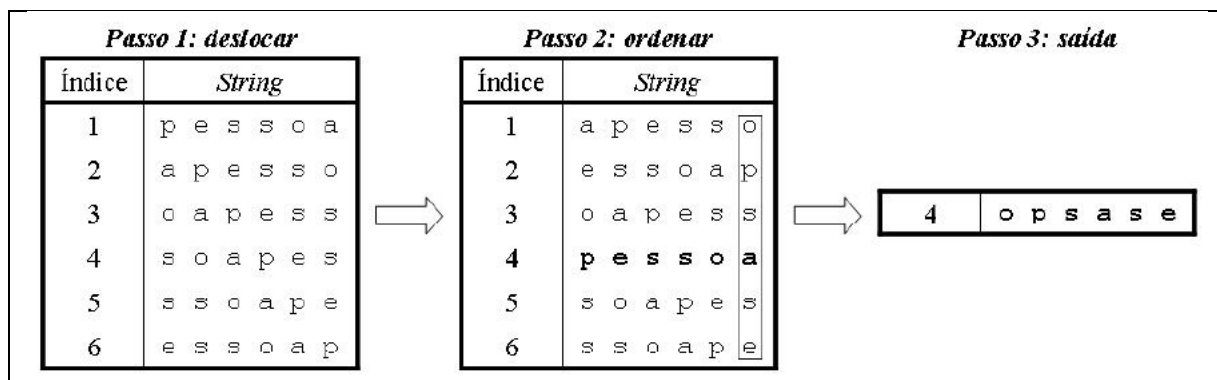 Passo 1: deslocar
Índice String
1 p e s s o a
2 a p e s s o
3 o a p e s s
4 s o a p e s
5 s s o a p e
6 e s s o a p
Passo 2: ordenar
Índice String
1 a p e s s o
2 e s s o a p
3 o a p e s s
4 p e s s o a
5 s o a p e s
6 s s o a p e
Passo 3: saída
4 o p s a s e